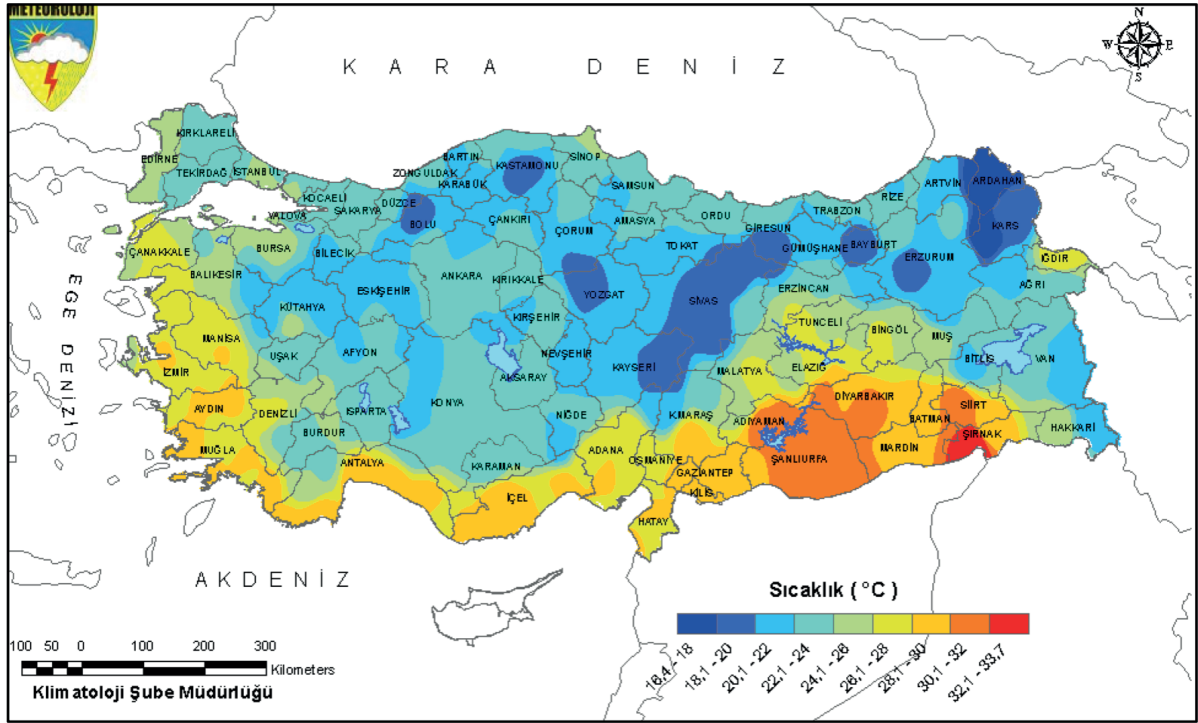 METEOROLOJİ
N
W E
S
KARA DENİZ
KIRKLARELİ
EDİRNE
TEKİRDAĞ
İSTANBUL
KOCAELİ
YALOVA
SAKARYA
DÜZCE
ZONGULDAK
BARTIN
KARABÜK
KASTAMONU
SİNOP
SAMSUN
BOLU
ÇANKIRI
ÇORUM
AMASYA
ORDU
GİRESUN
TRABZON
RİZE
ARTVİN
ARDAHAN
KARS
GÜMÜŞHANE
BAYBURT
ERZURUM
IĞDIR
AĞRI
TOKAT
ÇANAKKALE
BALIKESİR
BURSA
BİLECİK
ESKİŞEHİR
ANKARA
KIRIKKALE
YOZGAT
SİVAS
ERZİNCAN
TUNCELİ
BİNGÖL
MUŞ
BİTLİS
VAN
KÜTAHYA
MANİSA
UŞAK
AFYON
KIRŞEHİR
NEVŞEHİR
KAYSERİ
MALATYA
ELAZIĞ
İZMİR
AYDIN
DENİZLİ
ISPARTA
BURDUR
KONYA
AKSARAY
NİĞDE
K.MARAŞ
ADIYAMAN
DİYARBAKIR
BATMAN
SİİRT
ŞIRNAK
HAKKARİ
MUĞLA
ANTALYA
KARAMAN
İÇEL
ADANA
OSMANİYE
GAZİANTEP
KİLİS
ŞANLIURFA
MARDİN
HATAY
EGE DENİZİ
AKDENİZ
Sıcaklık ( °C )
16,4 - 18
18,1 - 20
20,1 - 22
22,1 - 24
24,1 - 26
26,1 - 28
28,1 - 30
30,1 - 32
32,1 - 33,7
100 50 0 100 200 300
Kilometers
Klimatoloji Şube Müdürlüğü